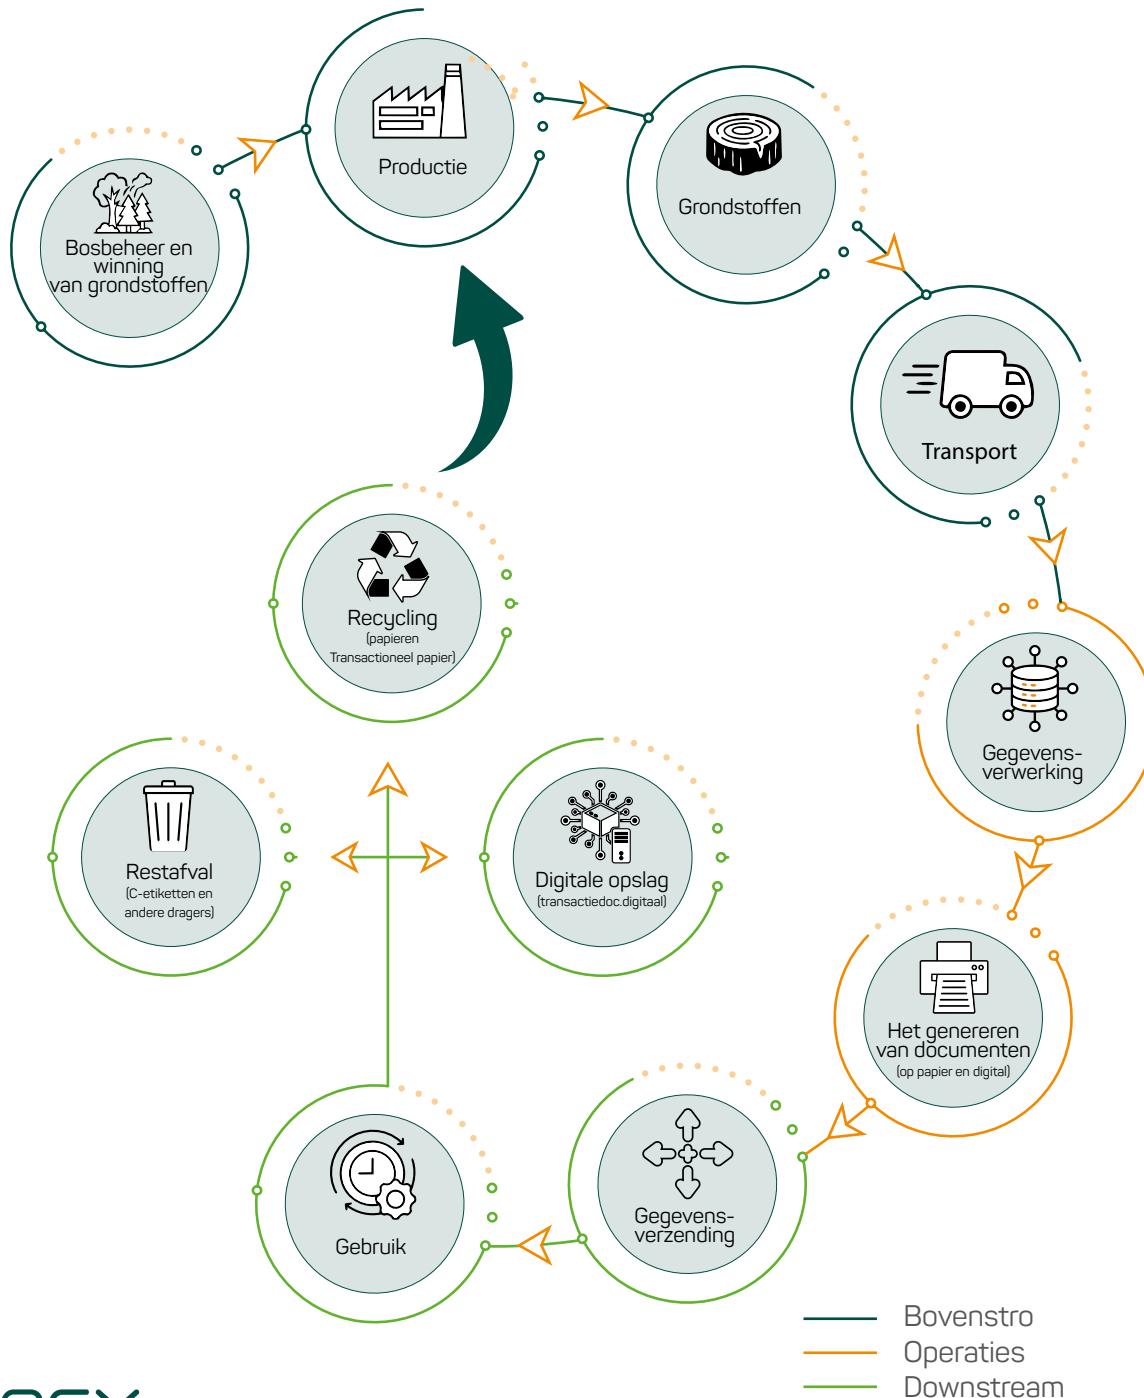 Productie
Grondstoffen
Bosbeheer en
winning
van grondstoffen
Transport
Recycling
(papieren
Transactioneel papier)
Gegevens-
verwerking
Restafval
(C-etiketten en
andere dragers)
Digitale opslag
(transactiedoc.digitaal)
Het genereren
van documenten
(op papier en digital)
Gegevens-
verzending
Gebruik
Bovenstro
Operaties
Downstream